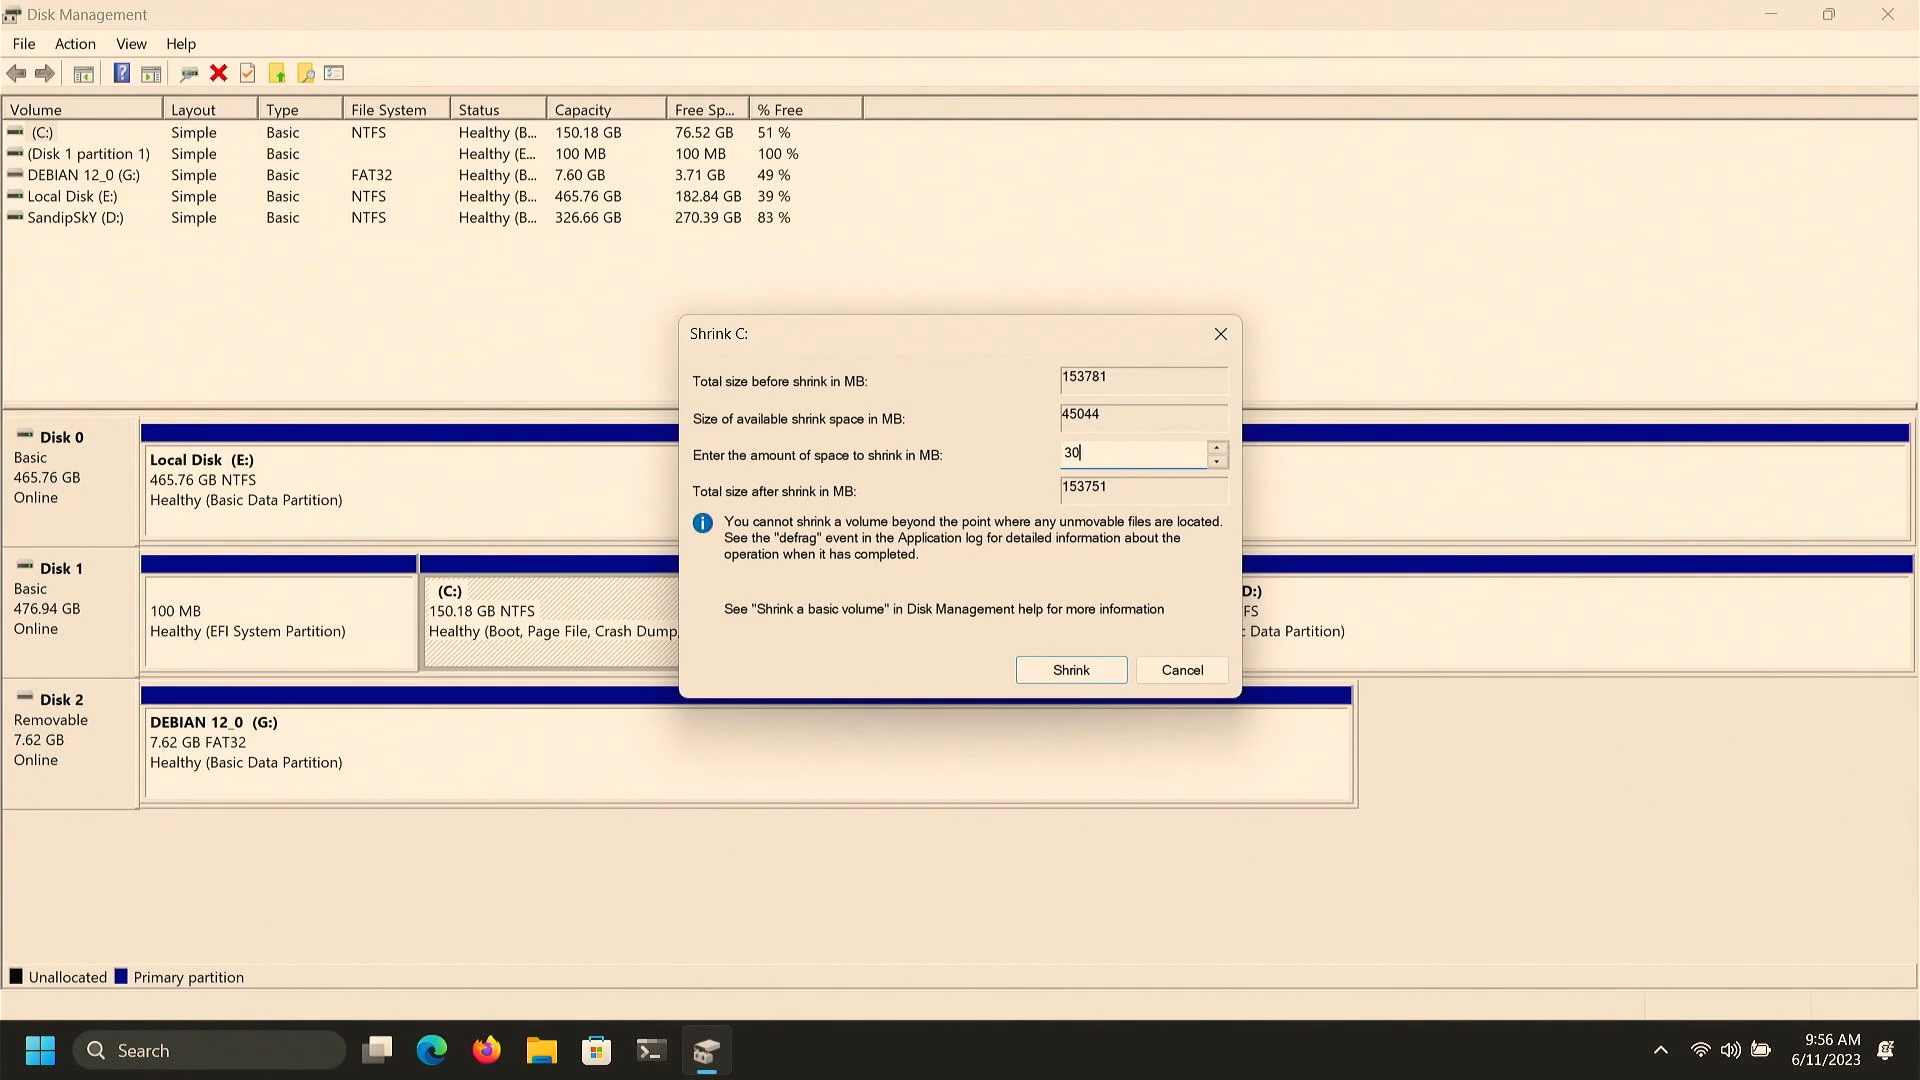 Disk Management
File Action View Help
Volume Layout Type File System Status Capacity Free Sp... % Free
(C:) Simple Basic NTFS Healthy (B... 150.18 GB 76.52 GB 51 %
(Disk 1 partition 1) Simple Basic Healthy (E... 100 MB 100 MB 100 %
DEBIAN 12_0 (G:) Simple Basic FAT32 Healthy (B... 7.60 GB 3.71 GB 49 %
Local Disk (E:) Simple Basic NTFS Healthy (B... 465.76 GB 182.84 GB 39 %
SandipSkY (D:) Simple Basic NTFS Healthy (B... 326.66 GB 270.39 GB 83 %
Shrink C:
Total size before shrink in MB: 153781
Size of available shrink space in MB: 45044
Enter the amount of space to shrink in MB: 30
Total size after shrink in MB: 153751
You cannot shrink a volume beyond the point where any unmovable files are located.
See the "defrag" event in the Application log for detailed information about the
operation when it has completed.
See "Shrink a basic volume" in Disk Management help for more information
Shrink Cancel
Disk 0
Basic
465.76 GB
Online
Local Disk (E:)
465.76 GB NTFS
Healthy (Basic Data Partition)
Disk 1
Basic
476.94 GB
Online
100 MB
Healthy (EFI System Partition)
(C:)
150.18 GB NTFS
Healthy (Boot, Page File, Crash Dump,
D:)
FS
Data Partition)
Disk 2
Removable
7.62 GB
Online
DEBIAN 12_0 (G:)
7.62 GB FAT32
Healthy (Basic Data Partition)
Unallocated Primary partition
Search
9:56 AM
6/11/2023